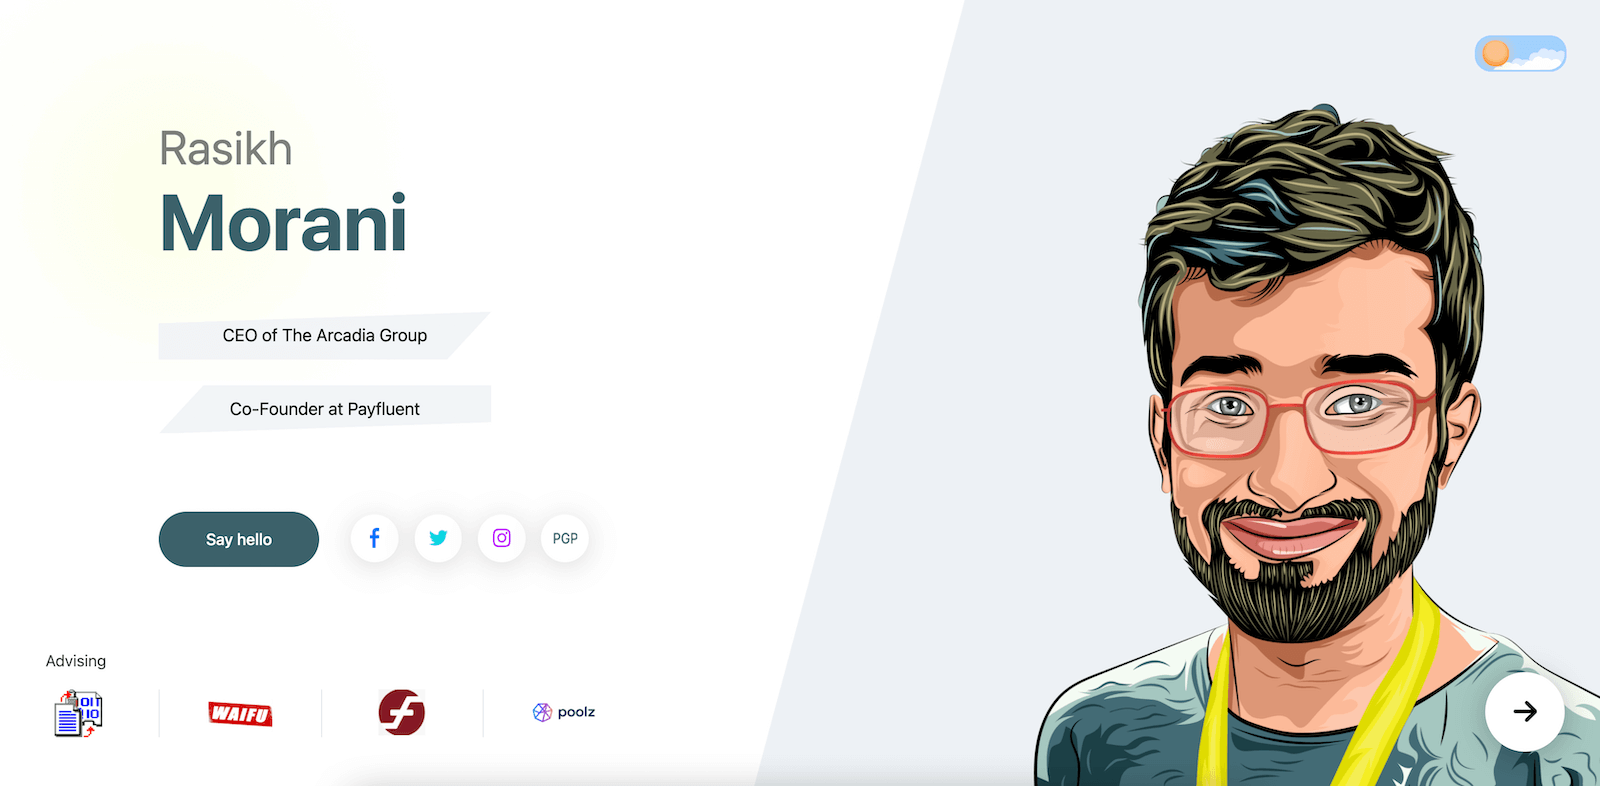 Rasikh
Morani
CEO of The Arcadia Group
Co-Founder at Payfluent
Say hello
PGP
Advising
WAIFU
poolz